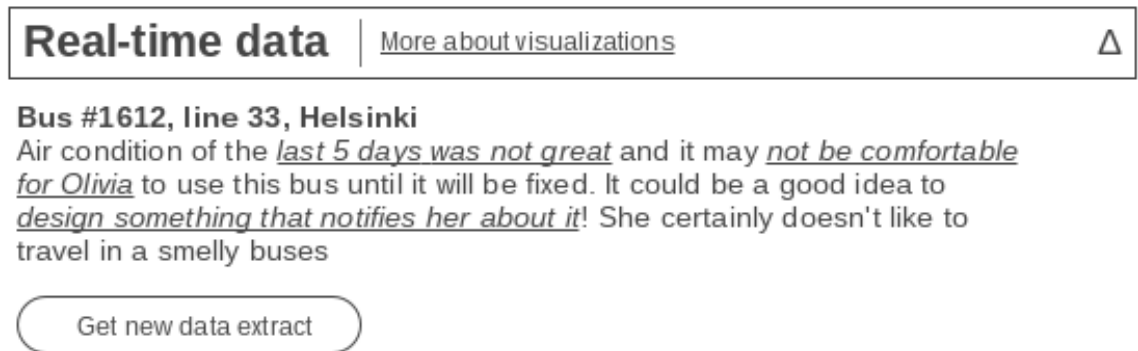 Real-time data
More about visualizations
Δ
Bus #1612, line 33, Helsinki
Air condition of the last 5 days was not great and it may not be comfortable
for Olivia to use this bus until it will be fixed. It could be a good idea to
design something that notifies her about it! She certainly doesn't like to
travel in a smelly buses
Get new data extract